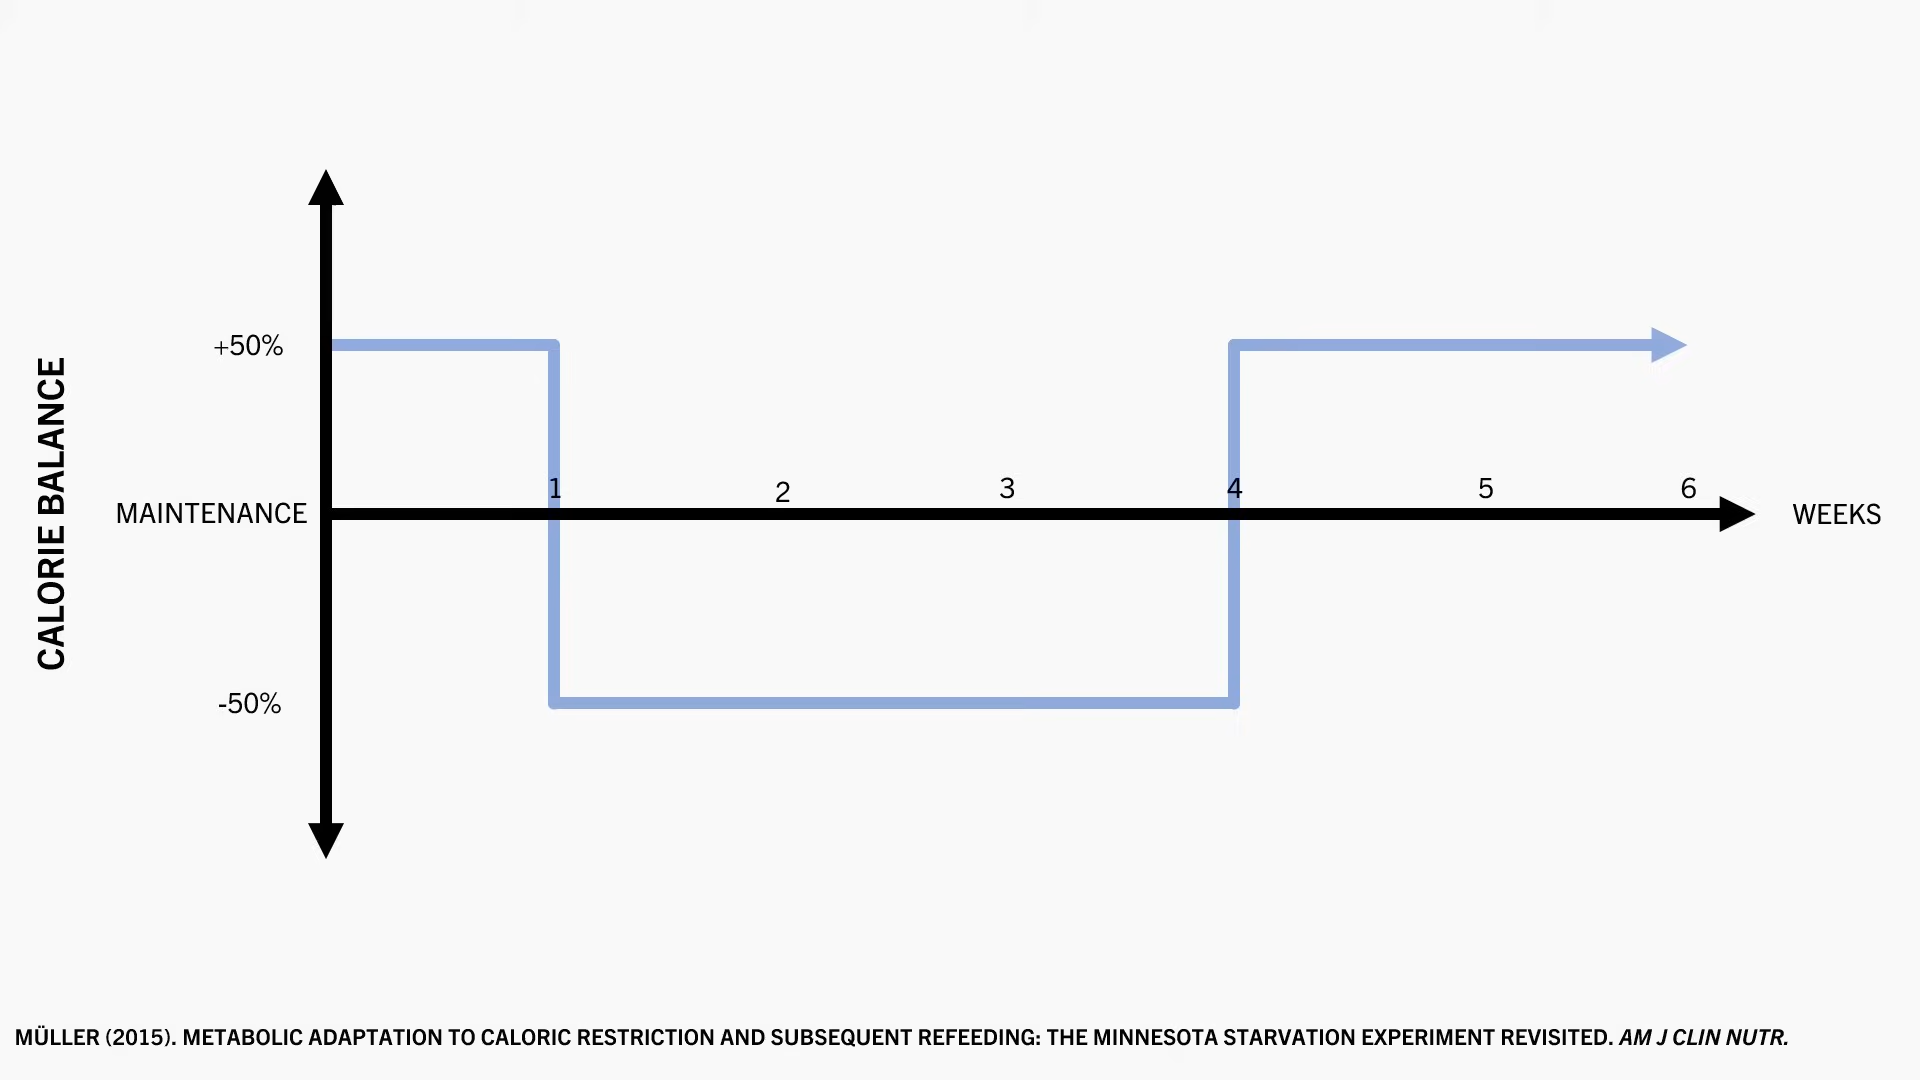 +50%
CALORIE BALANCE
1
2
3
4
5
6
MAINTENANCE
WEEKS
-50%
MÜLLER (2015). METABOLIC ADAPTATION TO CALORIC RESTRICTION AND SUBSEQUENT REFEEDING: THE MINNESOTA STARVATION EXPERIMENT REVISITED. AM J CLIN NUTR.